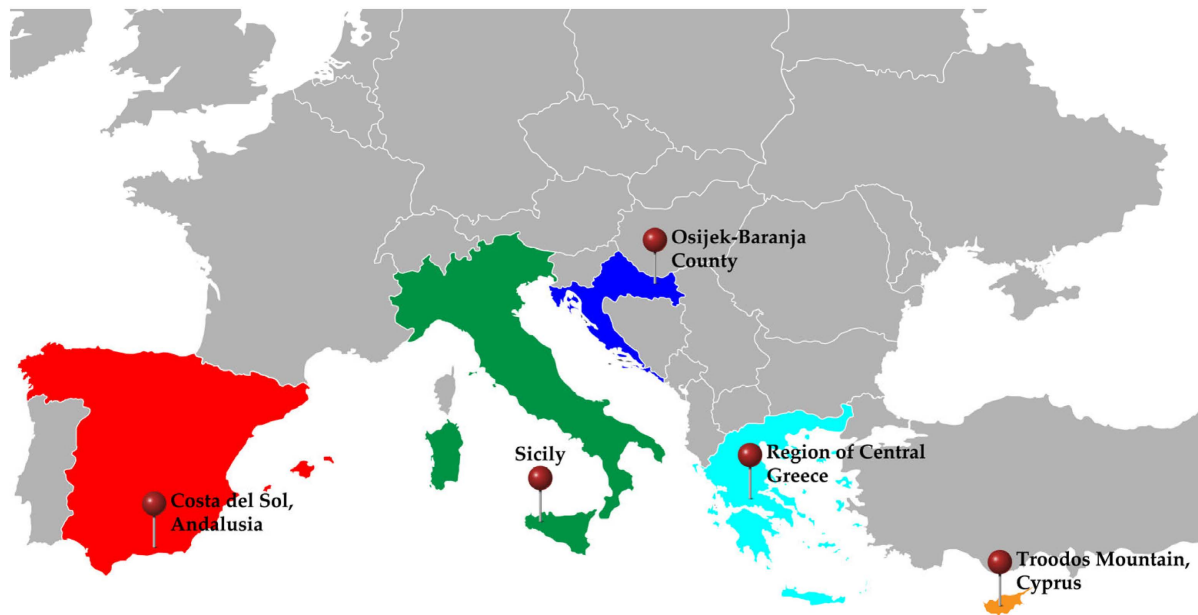 Osijek-Baranja
County
Sicily
Region of Central
Greece
Costa del Sol,
Andalusia
Troodos Mountain,
Cyprus